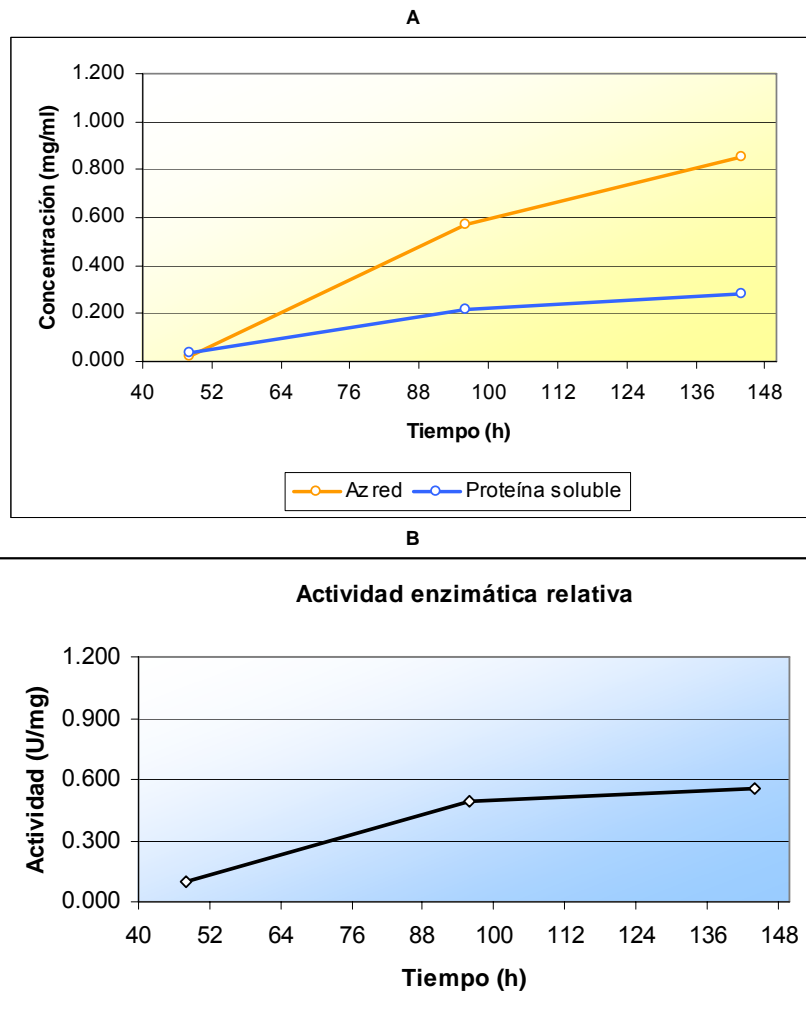 A
1.200
1.000
0.800
0.600
0.400
0.200
0.000
Concentración (mg/ml)
40 52 64 76 88 100 112 124 136 148
Tiempo (h)
Az red Proteína soluble
B
Actividad enzimática relativa
1.200
0.900
0.600
0.300
0.000
Actividad (U/mg)
40 52 64 76 88 100 112 124 136 148
Tiempo (h)